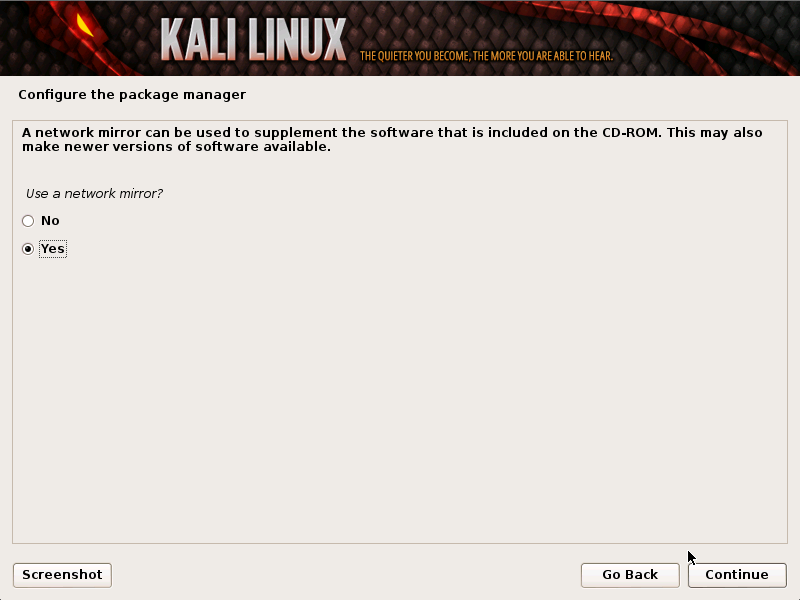 KALI LINUX THE QUIETER YOU BECOME, THE MORE YOU ARE ABLE TO HEAR.
Configure the package manager
A network mirror can be used to supplement the software that is included on the CD-ROM. This may also
make newer versions of software available.
Use a network mirror?
No
Yes
Screenshot
Go Back
Continue